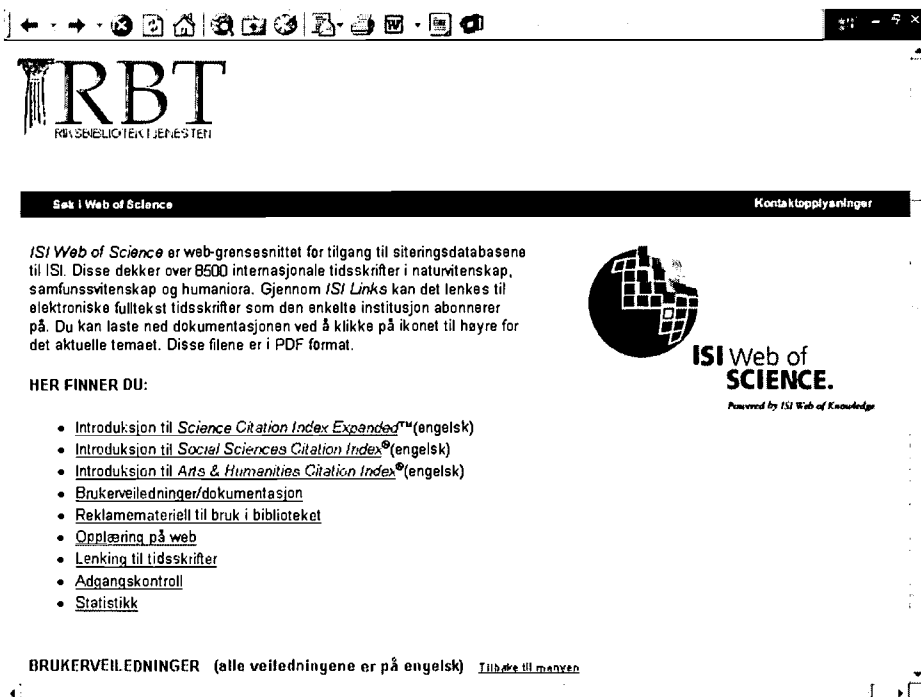 RBT
RIKSBIBLIOTEKTJENESTEN
Søk i Web of Science
Kontaktopplysninger
ISI Web of Science er web-grensesnittet for tilgang til siteringsdatabasene
til ISI. Disse dekker over 8500 internasjonale tidsskrifter i naturvitenskap,
samfunssvitenskap og humaniora. Gjennom ISI Links kan det lenkes til
elektroniske fulltekst tidsskrifter som den enkelte institusjon abonnerer
på. Du kan laste ned dokumentasjonen ved å klikke på ikonet til høyre for
det aktuelle temaet. Disse filene er i PDF format.
ISI Web of
SCIENCE.
Powered by ISI Web of Knowledge
HER FINNER DU:
• Introduksjon til Science Citation Index Expanded™(engelsk)
• Introduksjon til Social Sciences Citation Index®(engelsk)
• Introduksjon til Arts & Humanities Citation Index®(engelsk)
• Brukerveiledninger/dokumentasjon
• Reklamemateriell til bruk i biblioteket
• Opplæring på web
• Lenking til tidsskrifter
• Adgangskontroll
• Statistikk
BRUKERVEILEDNINGER (alle veiledningene er på engelsk) Tilbake til menyen